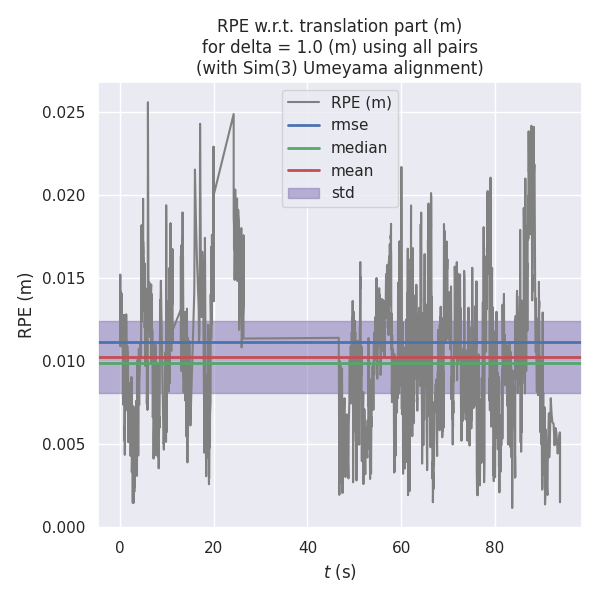 RPE w.r.t. translation part (m)
for delta = 1.0 (m) using all pairs
(with Sim(3) Umeyama alignment)
RPE (m)
rmse
median
mean
std
0.025
0.020
0.015
0.010
0.005
0.000
RPE (m)
0
20
40
60
80
t (s)